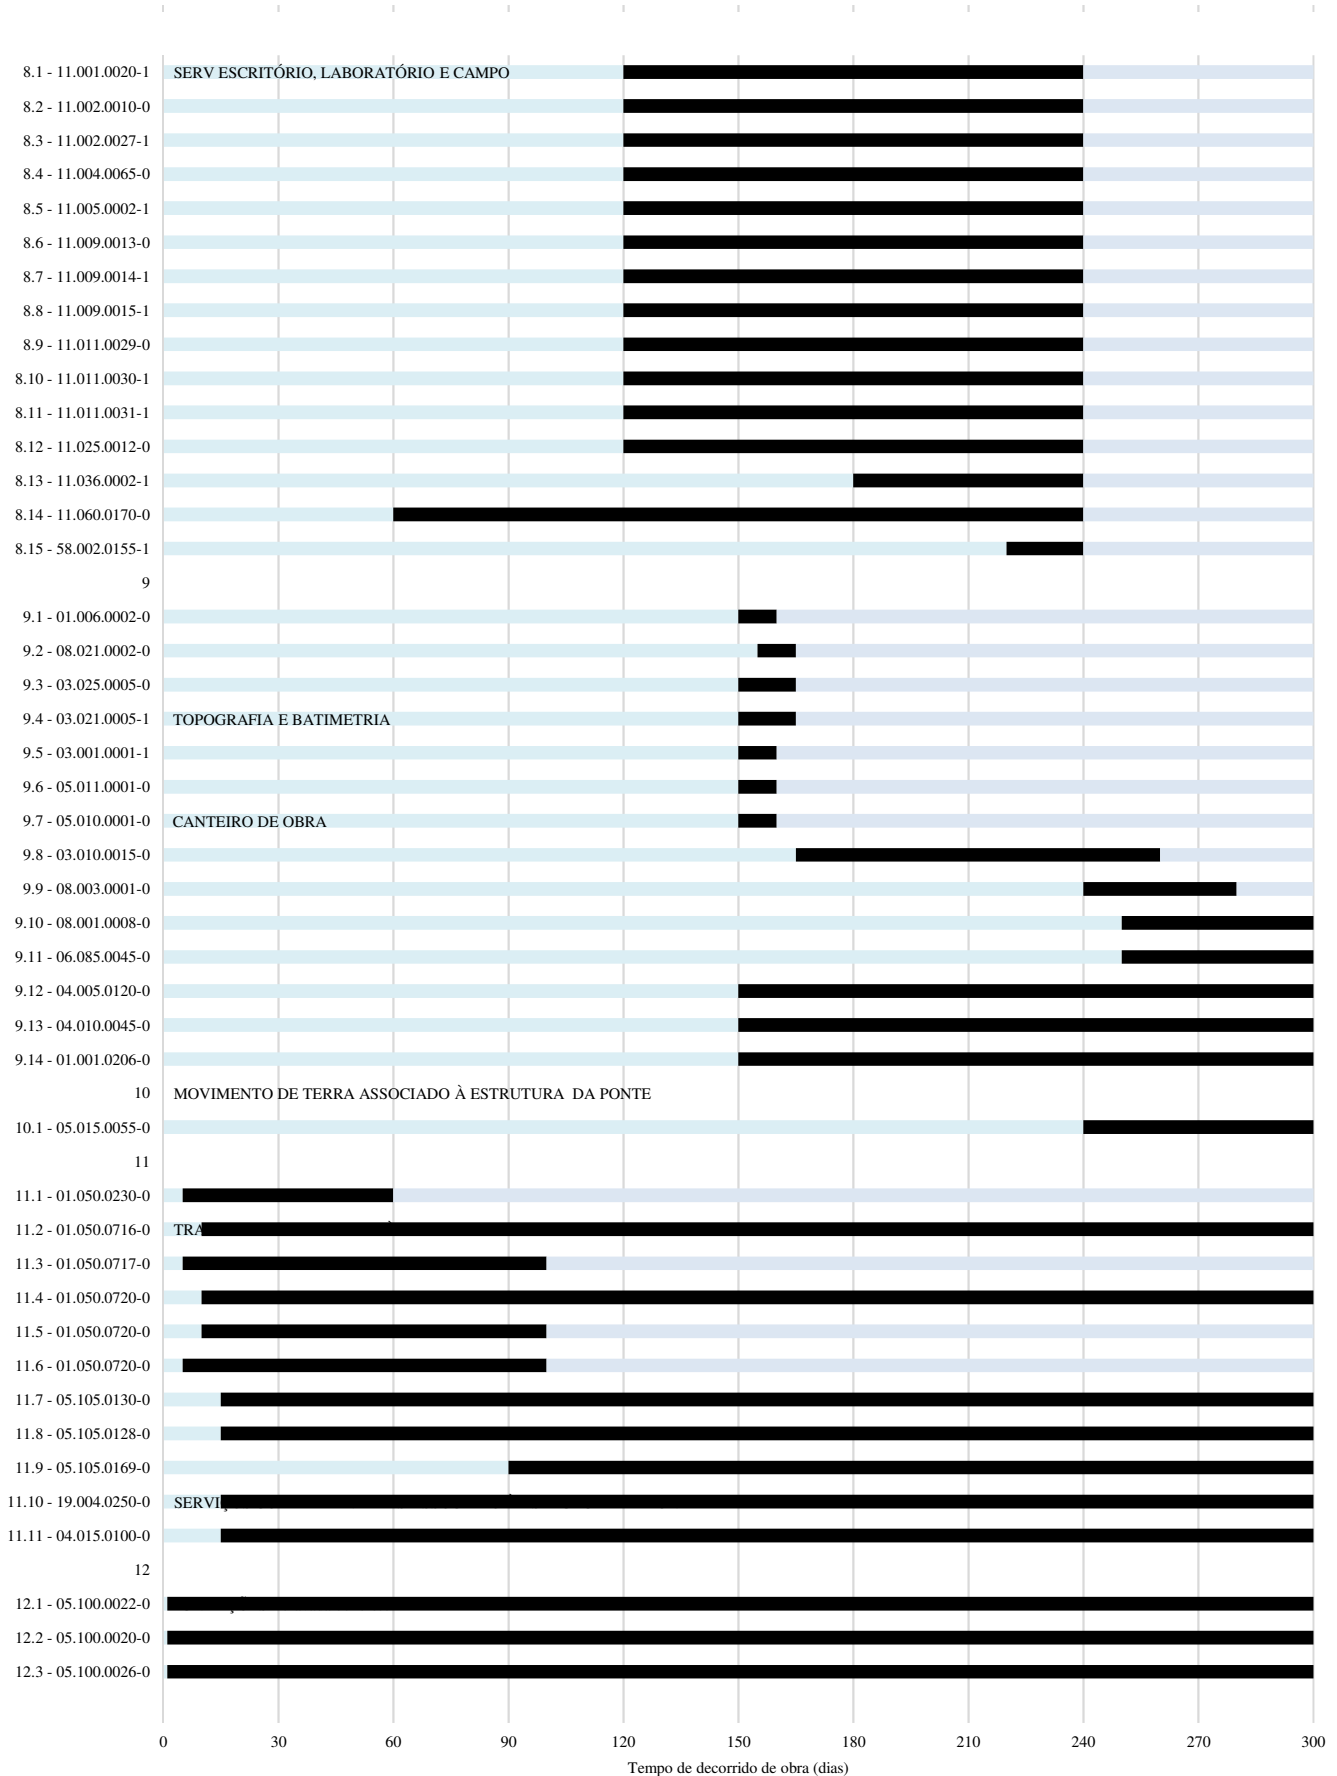 8.1 - 11.001.0020-1 SERV ESCRITÓRIO, LABORATÓRIO E CAMPO
8.2 - 11.002.0010-0
8.3 - 11.002.0027-1
8.4 - 11.004.0065-0
8.5 - 11.005.0002-1
8.6 - 11.009.0013-0
8.7 - 11.009.0014-1
8.8 - 11.009.0015-1
8.9 - 11.011.0029-0
8.10 - 11.011.0030-1
8.11 - 11.011.0031-1
8.12 - 11.025.0012-0
8.13 - 11.036.0002-1
8.14 - 11.060.0170-0
8.15 - 58.002.0155-1
9
9.1 - 01.006.0002-0
9.2 - 08.021.0002-0
9.3 - 03.025.0005-0
9.4 - 03.021.0005-1 TOPOGRAFIA E BATIMETRIA
9.5 - 03.001.0001-1
9.6 - 05.011.0001-0
9.7 - 05.010.0001-0 CANTEIRO DE OBRA
9.8 - 03.010.0015-0
9.9 - 08.003.0001-0
9.10 - 08.001.0008-0
9.11 - 06.085.0045-0
9.12 - 04.005.0120-0
9.13 - 04.010.0045-0
9.14 - 01.001.0206-0
10 MOVIMENTO DE TERRA ASSOCIADO À ESTRUTURA DA PONTE
10.1 - 05.015.0055-0
11
11.1 - 01.050.0230-0
11.2 - 01.050.0716-0 TRA
11.3 - 01.050.0717-0
11.4 - 01.050.0720-0
11.5 - 01.050.0720-0
11.6 - 01.050.0720-0
11.7 - 05.105.0130-0
11.8 - 05.105.0128-0
11.9 - 05.105.0169-0
11.10 - 19.004.0250-0 SERVI
11.11 - 04.015.0100-0
12
12.1 - 05.100.0022-0
12.2 - 05.100.0020-0
12.3 - 05.100.0026-0
0 30 60 90 120 150 180 210 240 270 300
Tempo de decorrido de obra (dias)